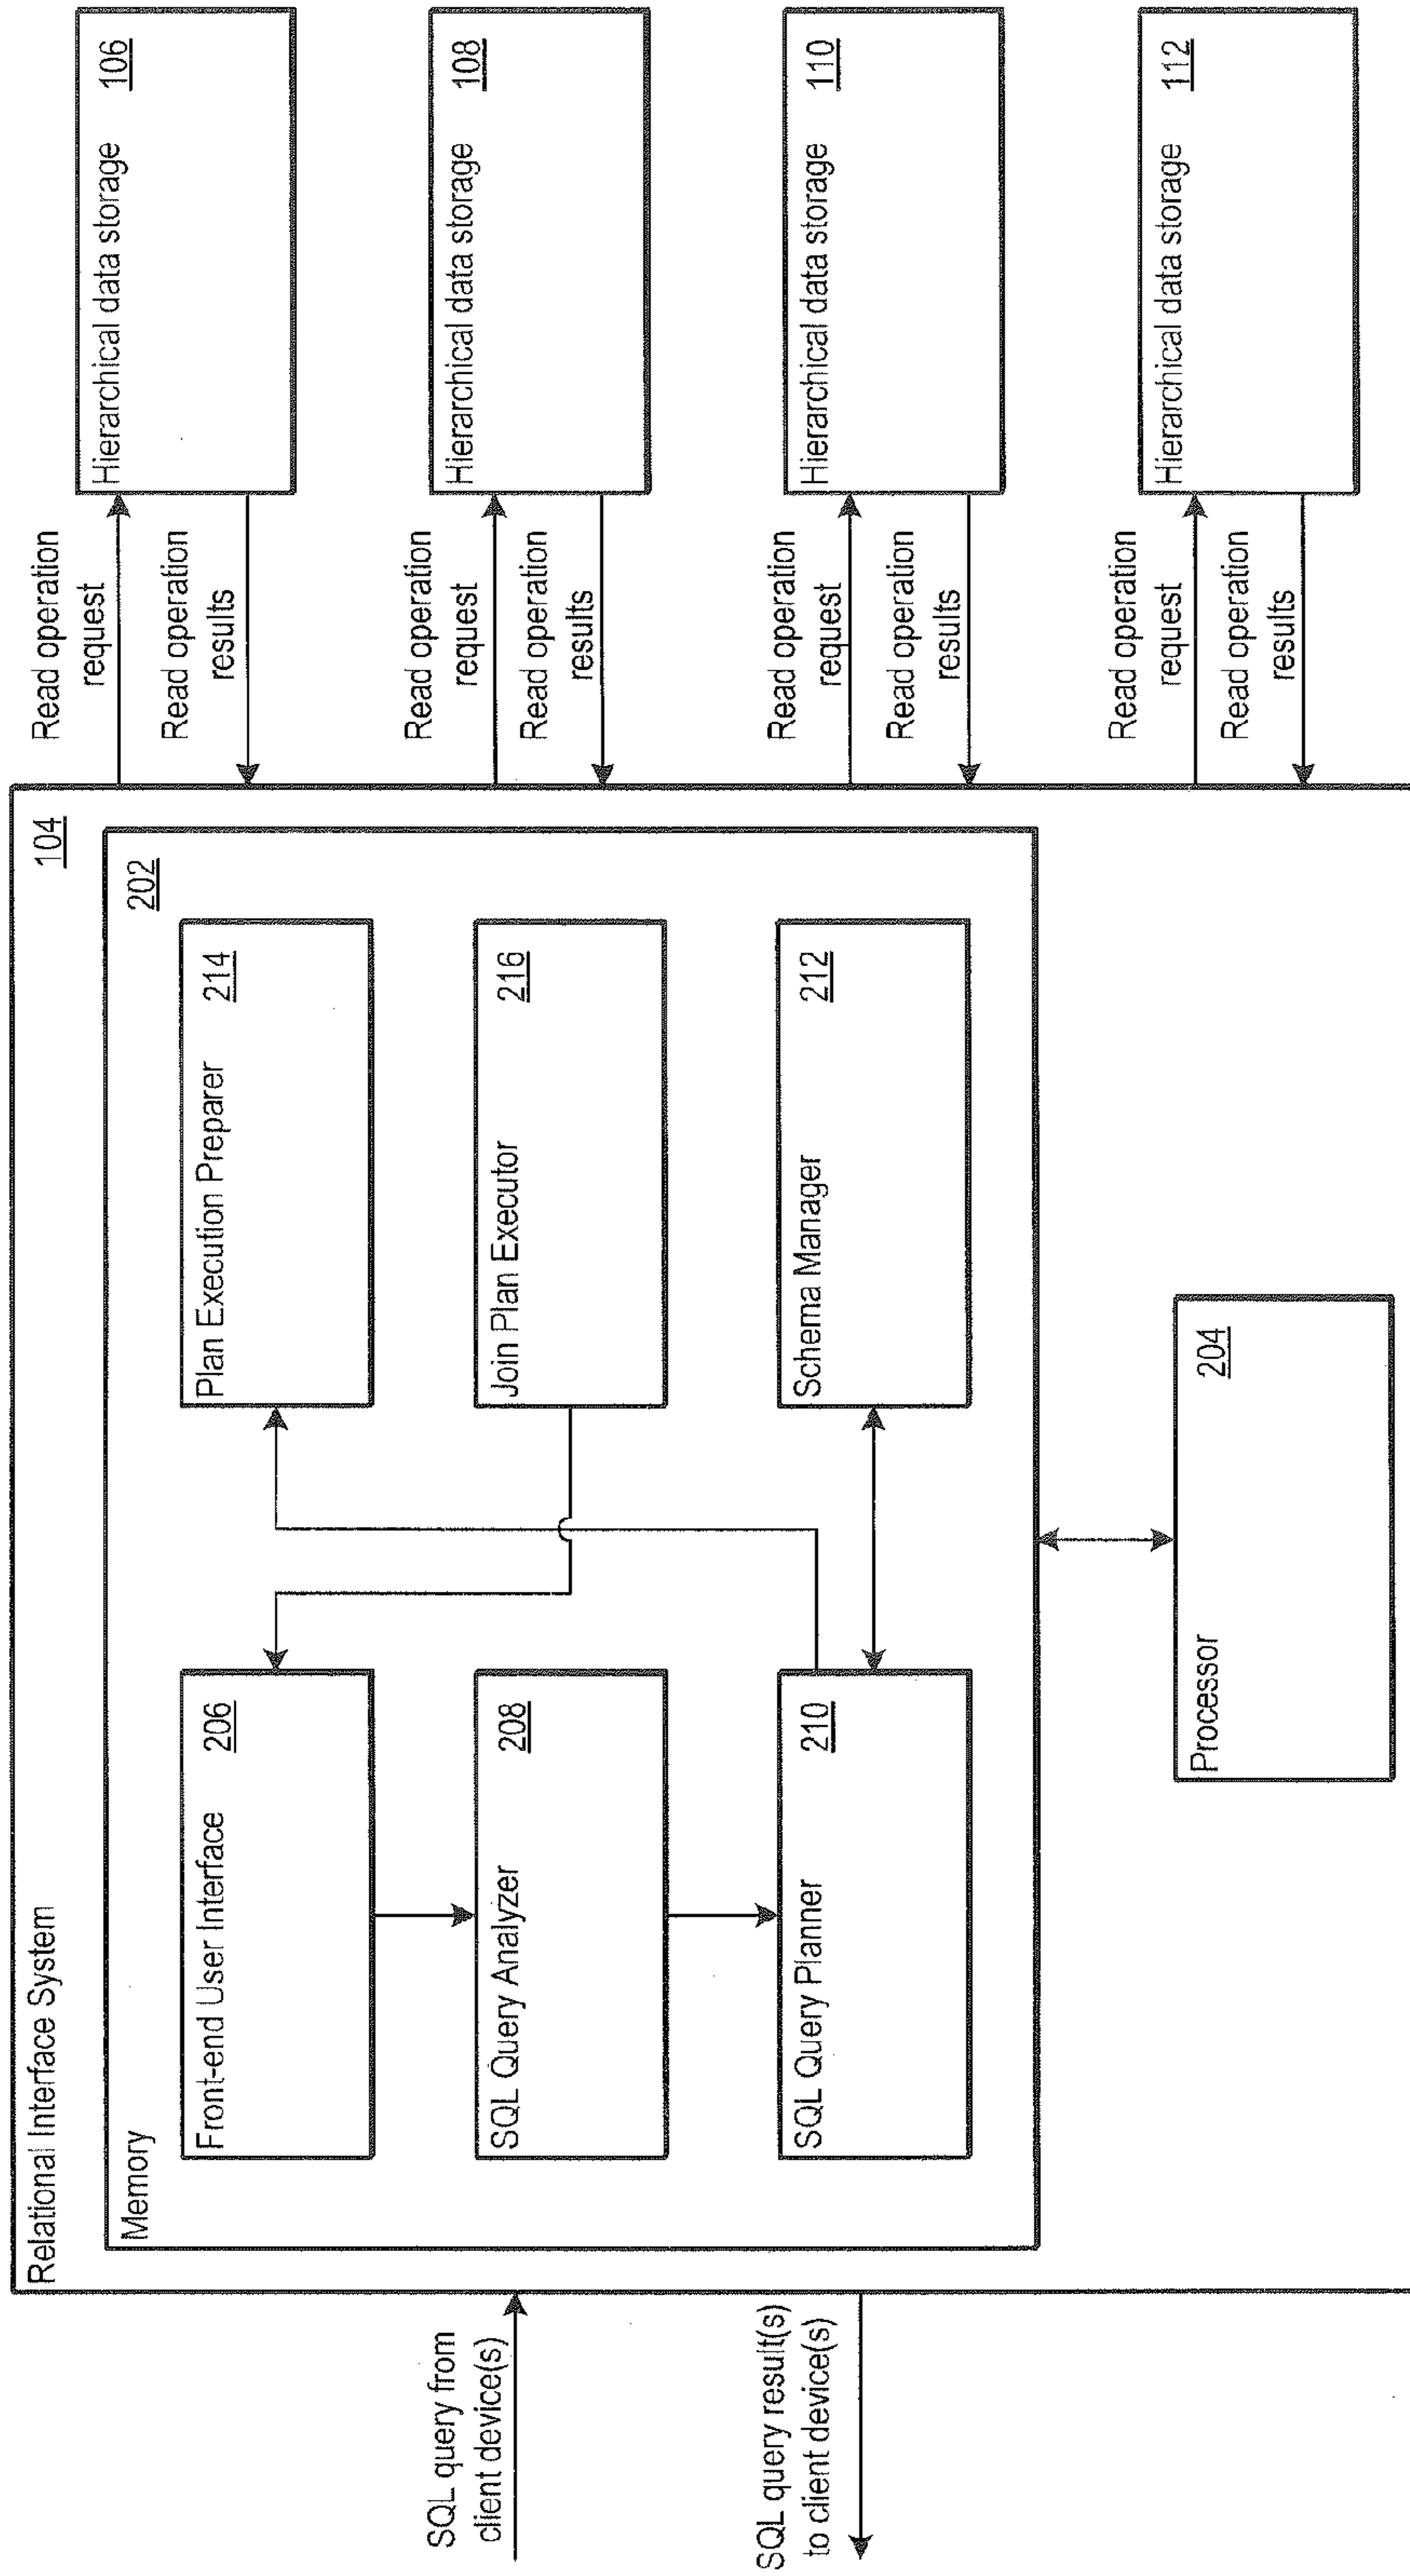 Relational Interface System
104
Memory
202
Front-end User Interface
206
SQL Query Analyzer
208
SQL Query Planner
210
Plan Execution Preparer
214
Join Plan Executor
216
Schema Manager
212
Processor
204
SQL query from
client device(s)
SQL query result(s)
to client device(s)
Read operation
request
Read operation
results
Hierarchical data storage
106
Read operation
request
Read operation
results
Hierarchical data storage
108
Read operation
request
Read operation
results
Hierarchical data storage
110
Read operation
request
Read operation
results
Hierarchical data storage
112